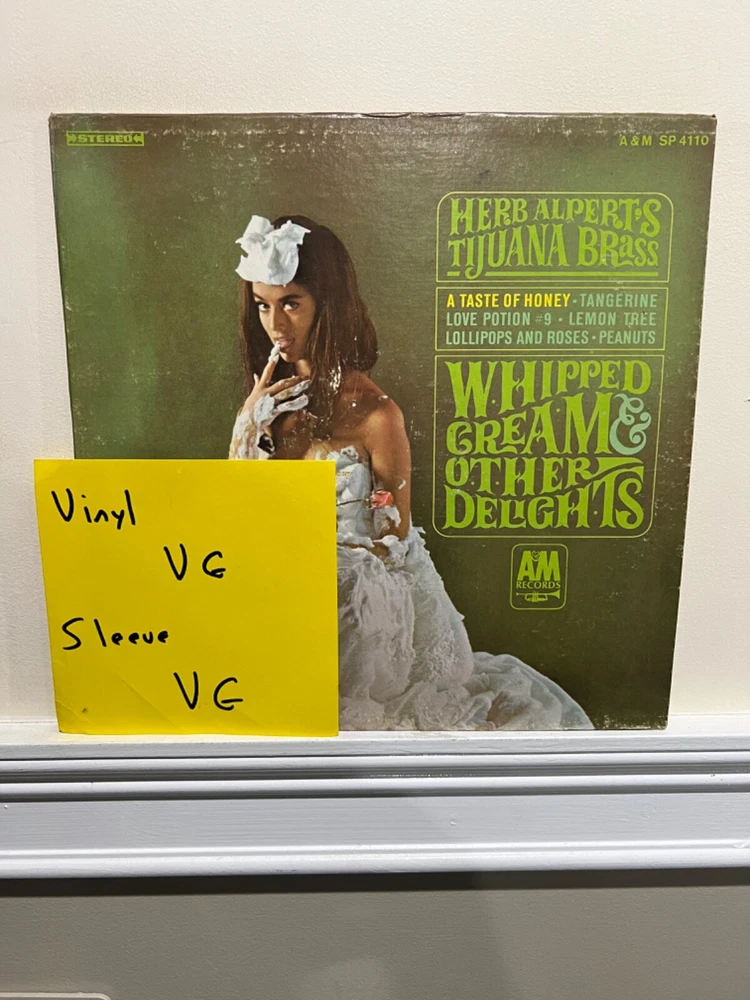 STEREO
A&M SP 4110
HERB ALPERT'S
TIJUANA BRASS
A TASTE OF HONEY • TANGERINE
LOVE POTION #9 • LEMON TREE
LOLLIPOPS AND ROSES • PEANUTS
WHIPPED
CREAM &
OTHER
DELIGHTS
A&M
RECORDS
Vinyl
VG
Sleeve
VG